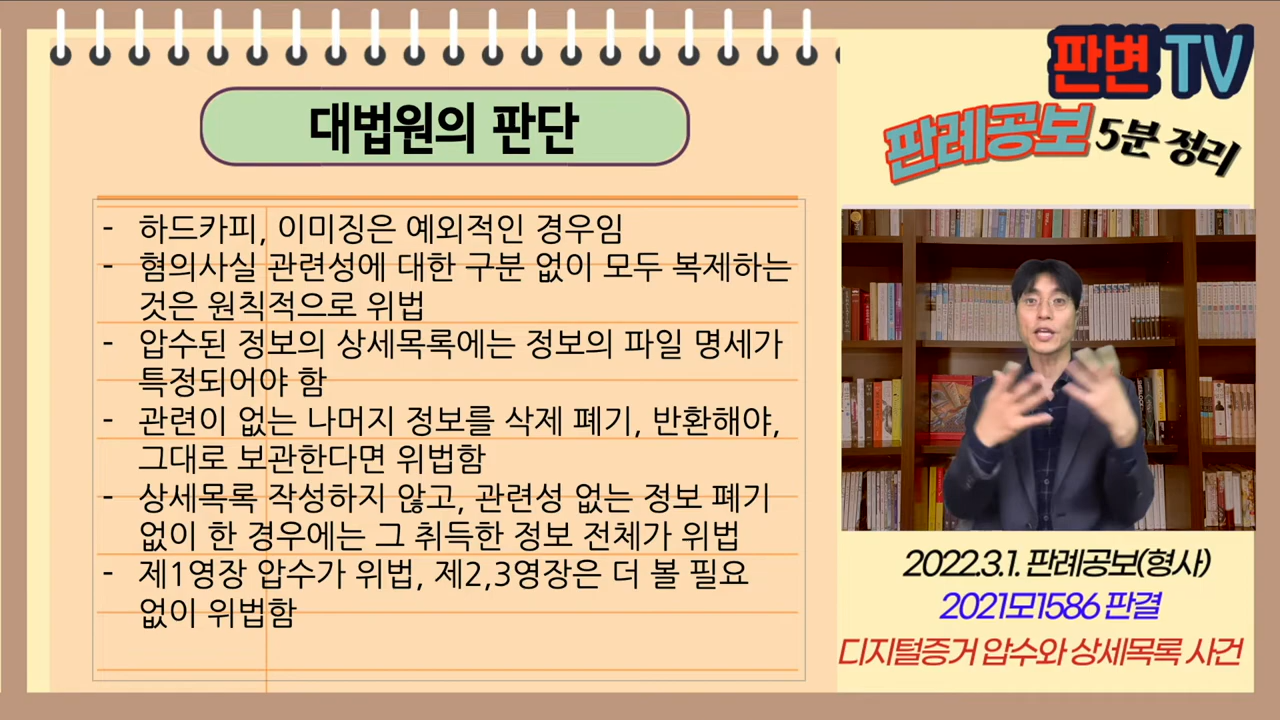 대법원의 판단
- 하드카피, 이미징은 예외적인 경우임
- 혐의사실 관련성에 대한 구분 없이 모두 복제하는
것은 원칙적으로 위법
- 압수된 정보의 상세목록에는 정보의 파일 명세가
특정되어야 함
- 관련이 없는 나머지 정보를 삭제 폐기, 반환해야,
그대로 보관한다면 위법함
- 상세목록 작성하지 않고, 관련성 없는 정보 폐기
없이 한 경우에는 그 취득한 정보 전체가 위법
- 제1영장 압수가 위법, 제2,3영장은 더 볼 필요
없이 위법함
판변 TV
판례공보 5분 정리
2022.3.1. 판례공보(형사)
2021모1586 판결
디지털증거 압수와 상세목록 사건